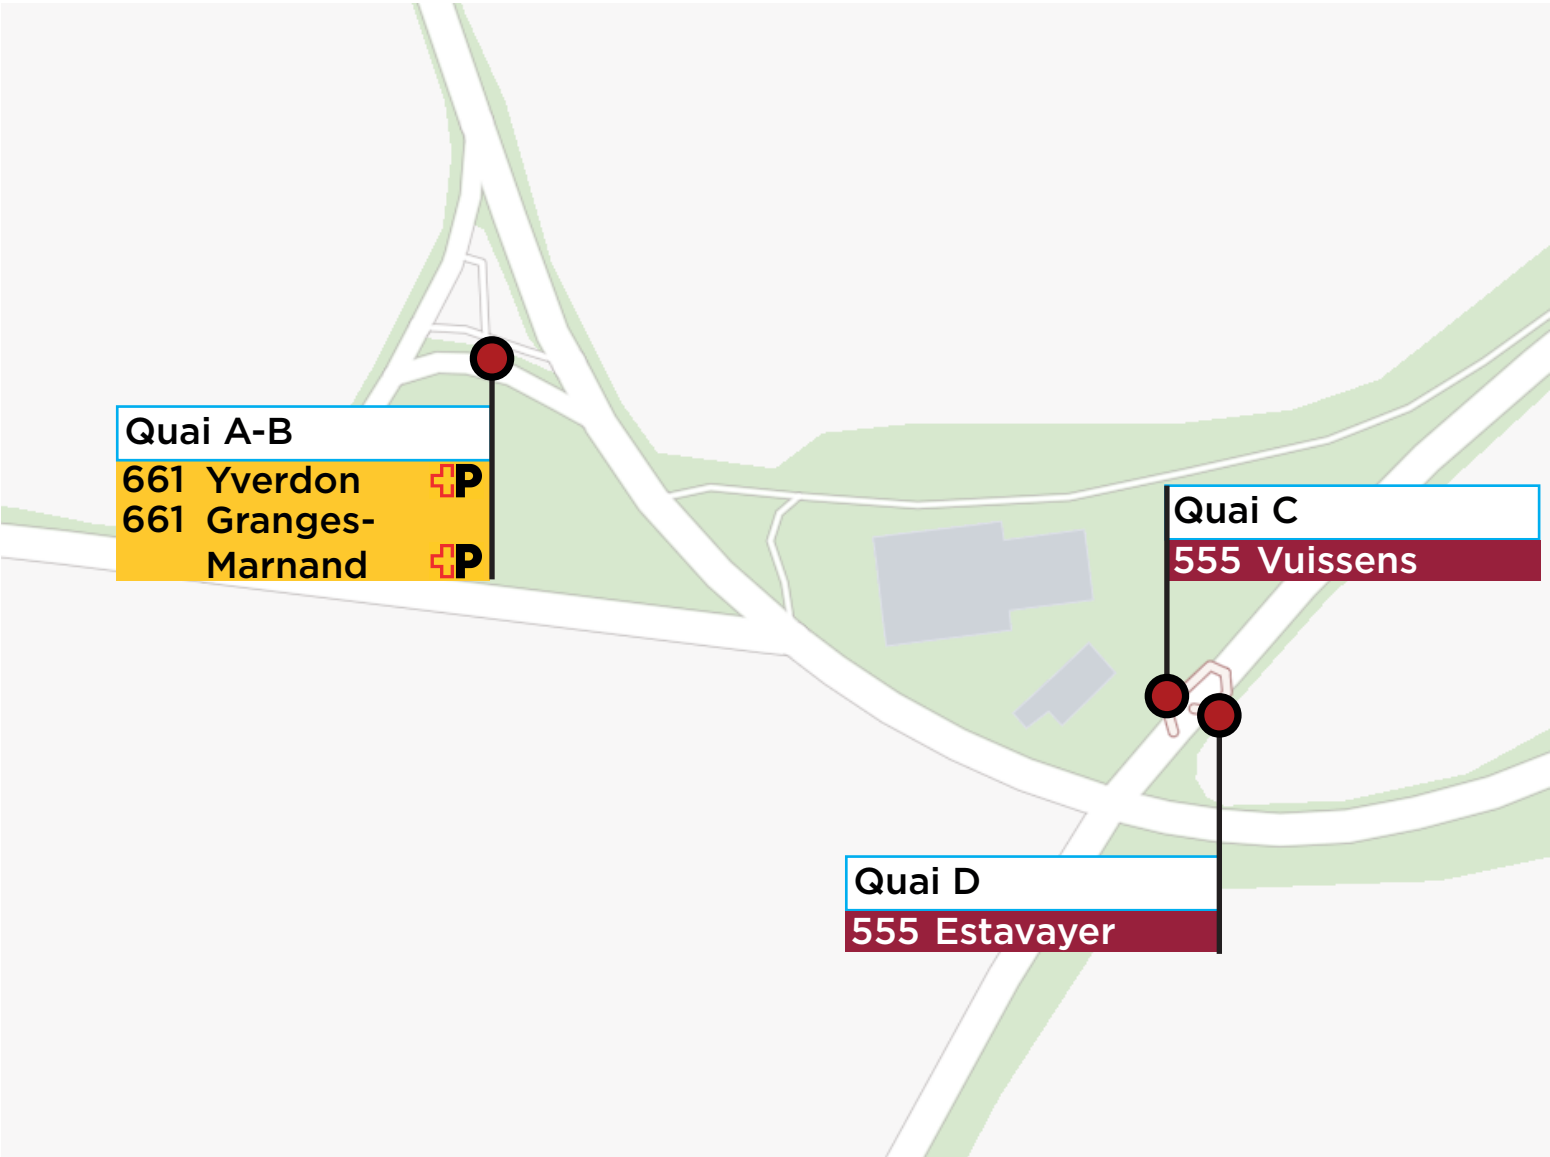 Quai A-B
661 Yverdon P
661 Granges-
Marnand P
Quai C
555 Vuissens
Quai D
555 Estavayer